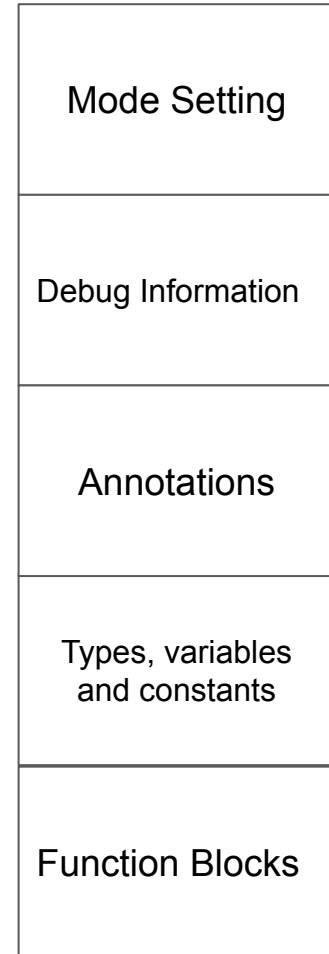 Mode Setting
Debug Information
Annotations
Types, variables
and constants
Function Blocks